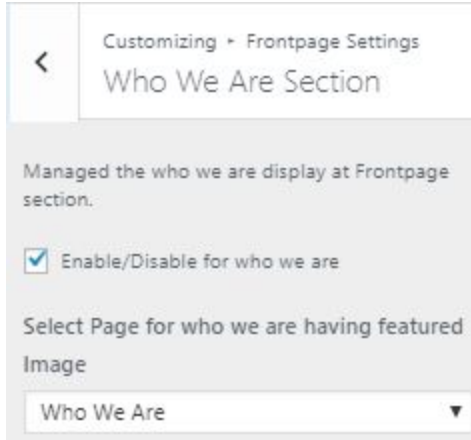 Customizing ▸ Frontpage Settings
Who We Are Section
Managed the who we are display at Frontpage
section.
Enable/Disable for who we are
Select Page for who we are having featured
Image
Who We Are